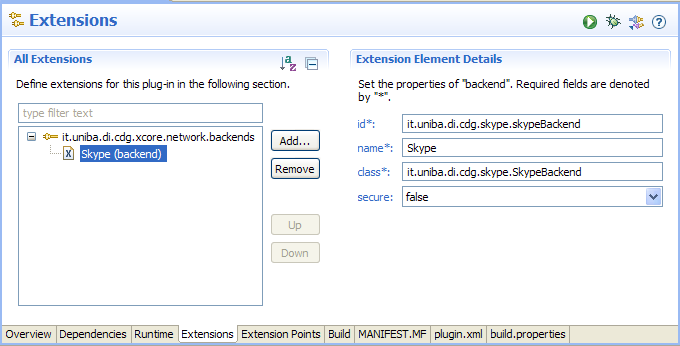 Extensions
All Extensions
Define extensions for this plug-in in the following section.
type filter text
it.uniba.di.cdg.xcore.network.backends
Skype (backend)
Add...
Remove
Up
Down
Extension Element Details
Set the properties of "backend". Required fields are denoted
by "*".
id*: it.uniba.di.cdg.skype.skypeBackend
name*: Skype
class*: it.uniba.di.cdg.skype.SkypeBackend
secure: false
Overview Dependencies Runtime Extensions Extension Points Build MANIFEST.MF plugin.xml build.properties